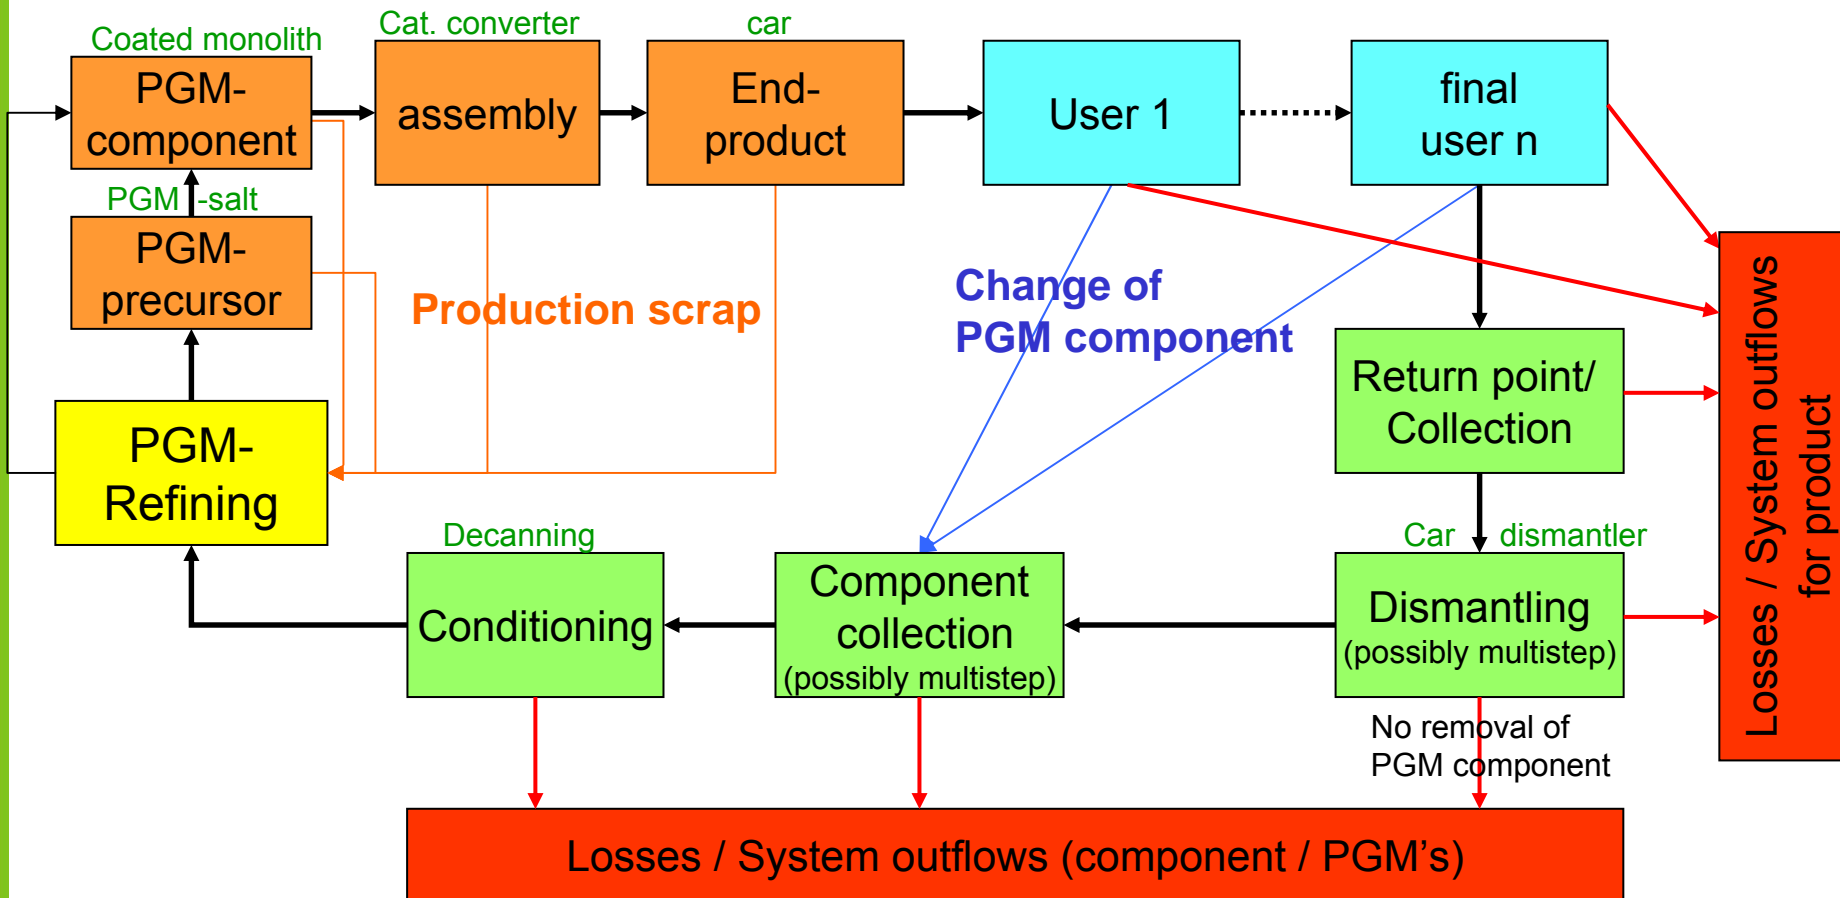 Coated monolith
Cat. converter
car
PGM-
component
assembly
End-
product
User 1
final
user n
PGM -salt
PGM-
precursor
Production scrap
Change of
PGM component
Losses / System outflows
for product
Return point/
Collection
PGM-
Refining
Decanning
Car dismantler
Conditioning
Component
collection
(possibly multistep)
Dismantling
(possibly multistep)
No removal of
PGM component
Losses / System outflows (component / PGM's)